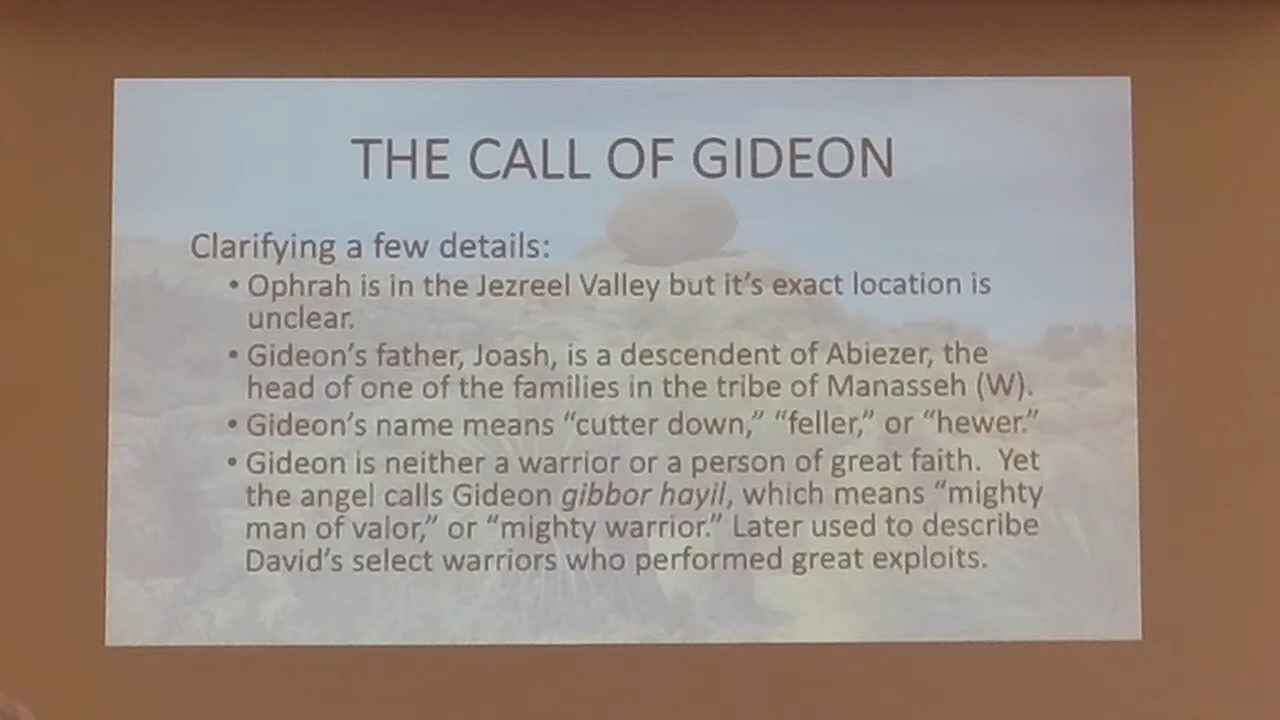 THE CALL OF GIDEON
Clarifying a few details:
• Ophrah is in the Jezreel Valley but it’s exact location is
unclear.
• Gideon’s father, Joash, is a descendent of Abiezer, the
head of one of the families in the tribe of Manasseh (W).
• Gideon’s name means “cutter down,” “feller,” or “hewer.”
• Gideon is neither a warrior or a person of great faith.  Yet
the angel calls Gideon gibbor hayil, which means “mighty
man of valor,” or “mighty warrior.” Later used to describe
David’s select warriors who performed great exploits.